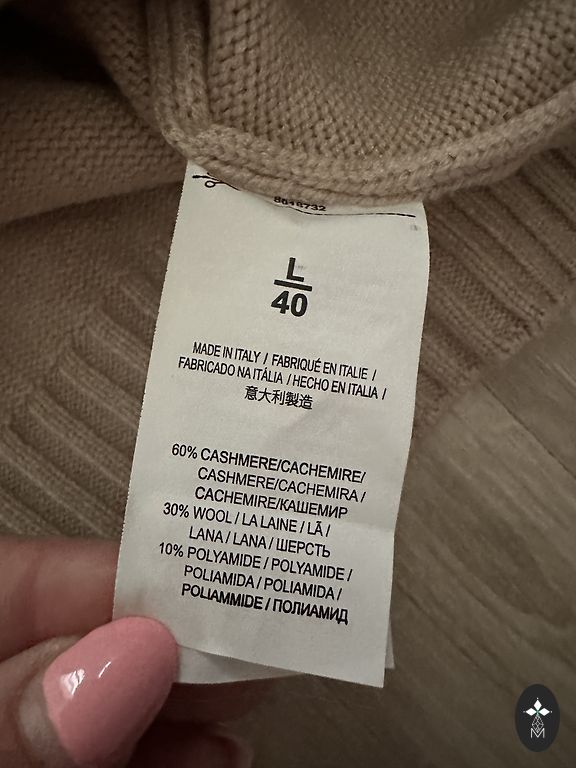 8016732
L
40
MADE IN ITALY / FABRIQUÉ EN ITALIE /
FABRICADO NA ITÁLIA / HECHO EN ITALIA /
意大利製造
60% CASHMERE/CACHEMIRE/
CASHMERE/CACHEMIRA /
CACHEMIRE/КАШЕМИР
30% WOOL / LA LAINE / LÃ /
LANA / LANA / ШЕРСТЬ
10% POLYAMIDE / POLYAMIDE /
POLIAMIDA / POLIAMIDA /
POLIAMMIDE / ПОЛИАМИД
M